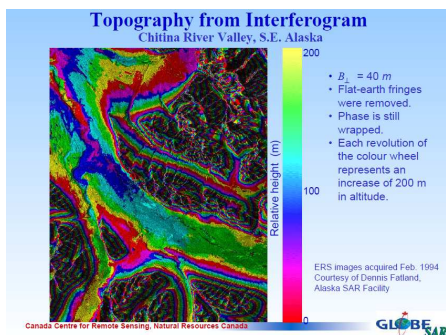 Topography from Interferogram
Chitina River Valley, S.E. Alaska
200
100
0
Relative height (m)
• B⊥ = 40 m
• Flat-earth fringes
were removed.
• Phase is still
wrapped.
• Each revolution of
the colour wheel
represents an
increase of 200 m
in altitude.
ERS images acquired Feb. 1994
Courtesy of Dennis Fatland,
Alaska SAR Facility
Canada Centre for Remote Sensing, Natural Resources Canada
GLOBE
SAR